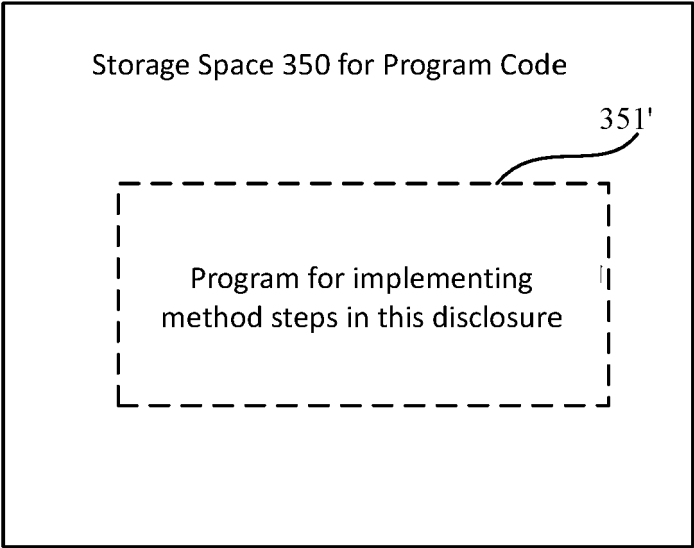 Storage Space 350 for Program Code
351'
Program for implementing
method steps in this disclosure